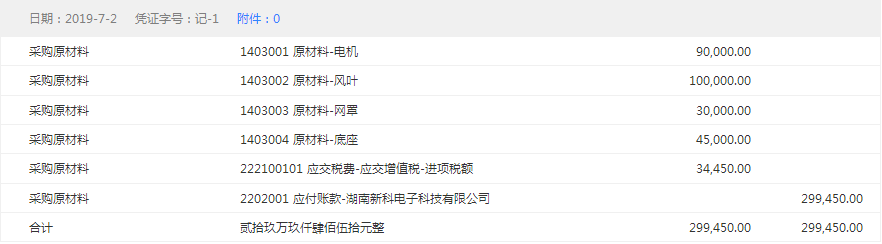 日期：2019-7-2 凭证字号：记-1 附件：0
采购原材料 1403001 原材料-电机 90,000.00
采购原材料 1403002 原材料-风叶 100,000.00
采购原材料 1403003 原材料-网罩 30,000.00
采购原材料 1403004 原材料-底座 45,000.00
采购原材料 222100101 应交税费-应交增值税-进项税额 34,450.00
采购原材料 2202001 应付账款-湖南新科电子科技有限公司 299,450.00
合计 贰拾玖万玖仟肆佰伍拾元整 299,450.00 299,450.00